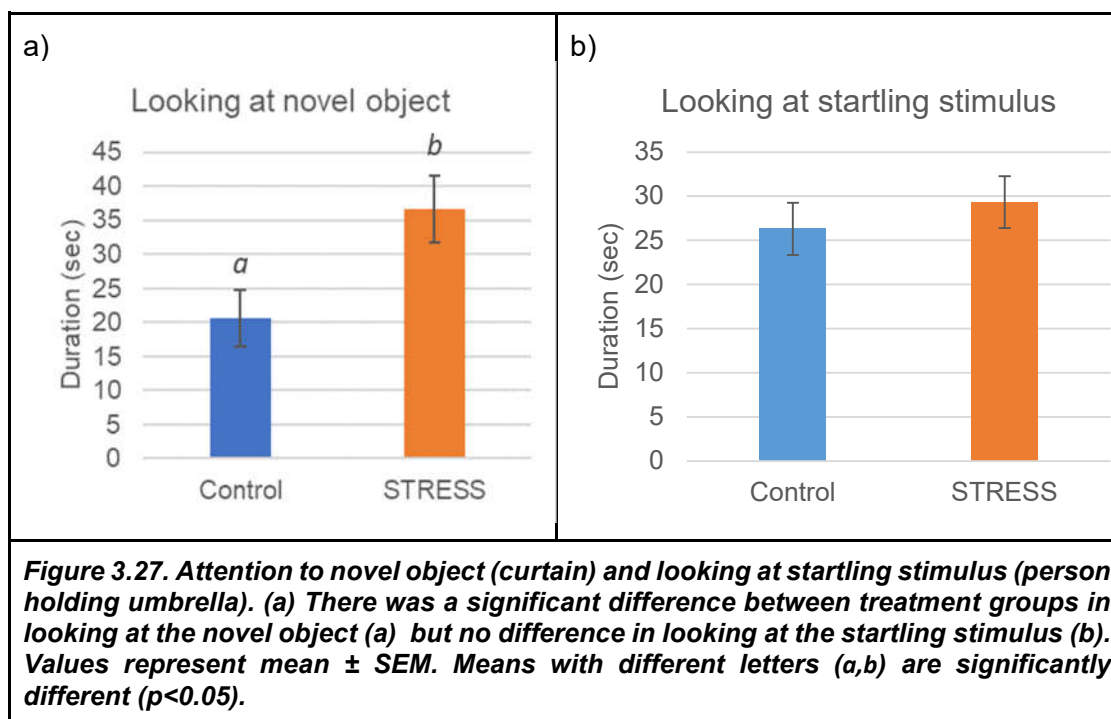 a)
Looking at novel object
45
40
35
30
25
20
15
10
5
0
Duration (sec)
a
b
Control
STRESS
b)
Looking at startling stimulus
35
30
25
20
15
10
5
0
Duration (sec)
Control
STRESS
Figure 3.27. Attention to novel object (curtain) and looking at startling stimulus (person
holding umbrella). (a) There was a significant difference between treatment groups in
looking at the novel object (a) but no difference in looking at the startling stimulus (b).
Values represent mean ± SEM. Means with different letters (a,b) are significantly
different (p<0.05).